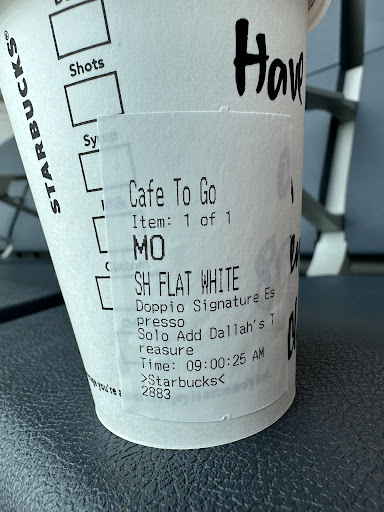 STARBUCKS®
Shots
Have
Cafe To Go
Item: 1 of 1
MO
SH FLAT WHITE
Doppio Signature Es
presso
Solo Add Dallah's T
reasure
Time: 09:00:25 AM
>Starbucks<
2883